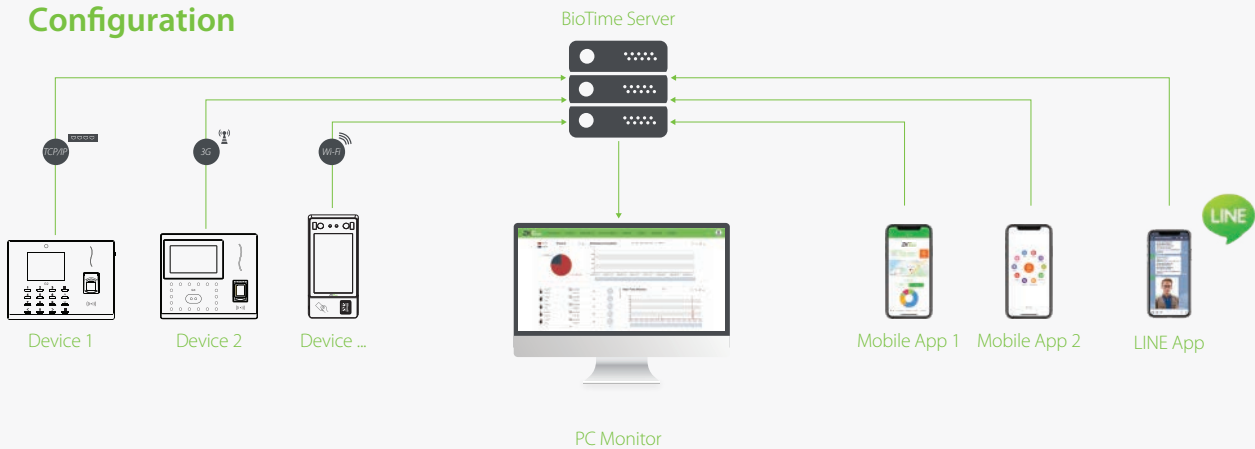 Configuration
BioTime Server
TCP/IP
3G
Wi-Fi
LINE
Device 1
Device 2
Device ...
Mobile App 1
Mobile App 2
LINE App
PC Monitor